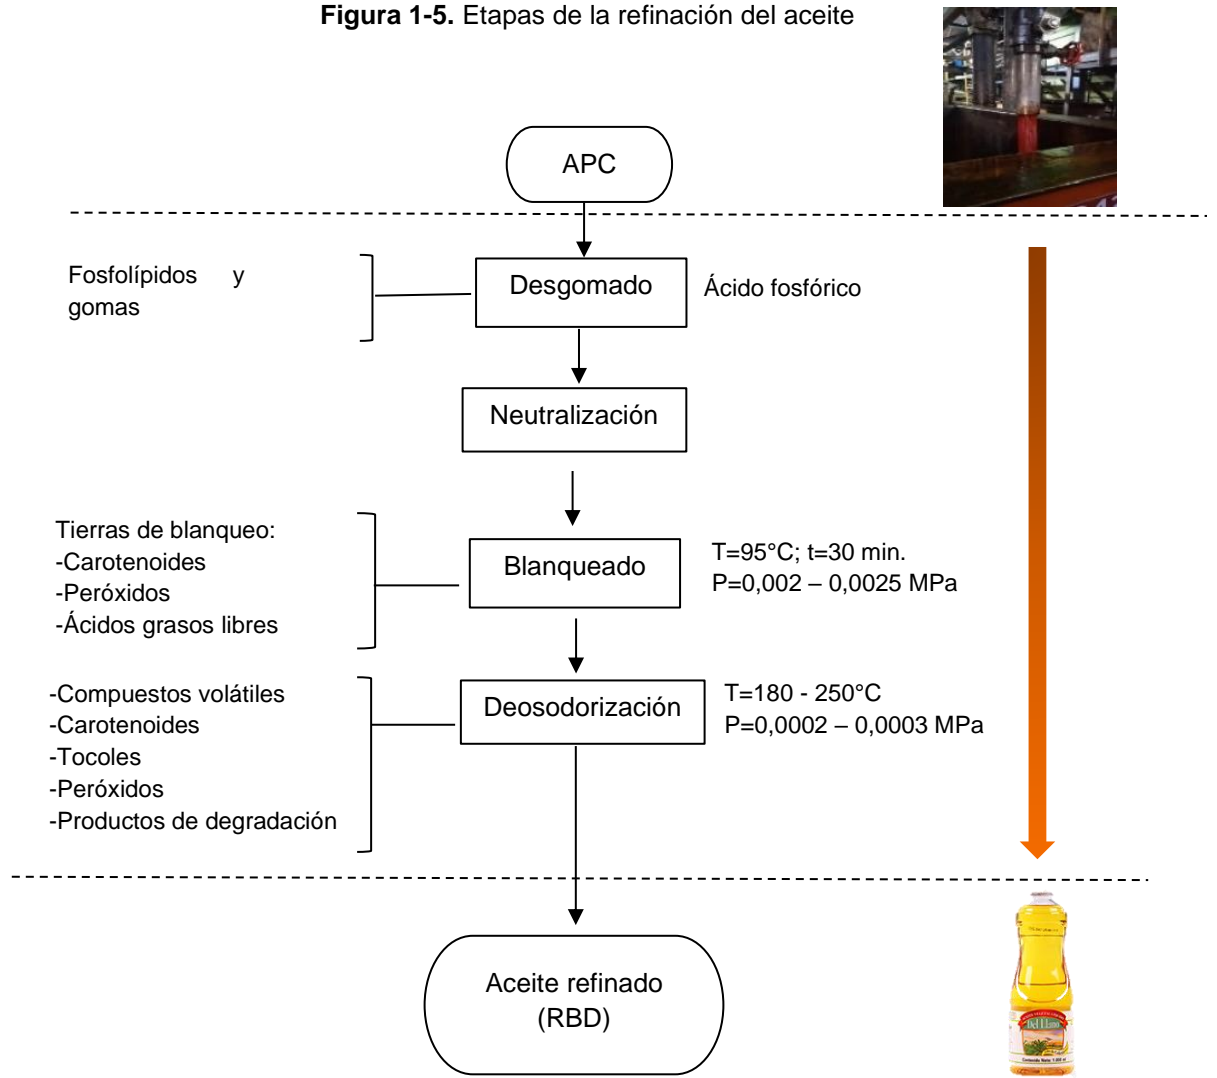 Figura 1-5. Etapas de la refinación del aceite
APC
Fosfolípidos y
gomas
Desgomado
Ácido fosfórico
Neutralización
Tierras de blanqueo:
-Carotenoides
-Peróxidos
-Ácidos grasos libres
Blanqueado
T=95°C; t=30 min.
P=0,002 – 0,0025 MPa
-Compuestos volátiles
-Carotenoides
-Tocoles
-Peróxidos
-Productos de degradación
Deosodorización
T=180 - 250°C
P=0,0002 – 0,0003 MPa
Aceite refinado
(RBD)
Del Llano